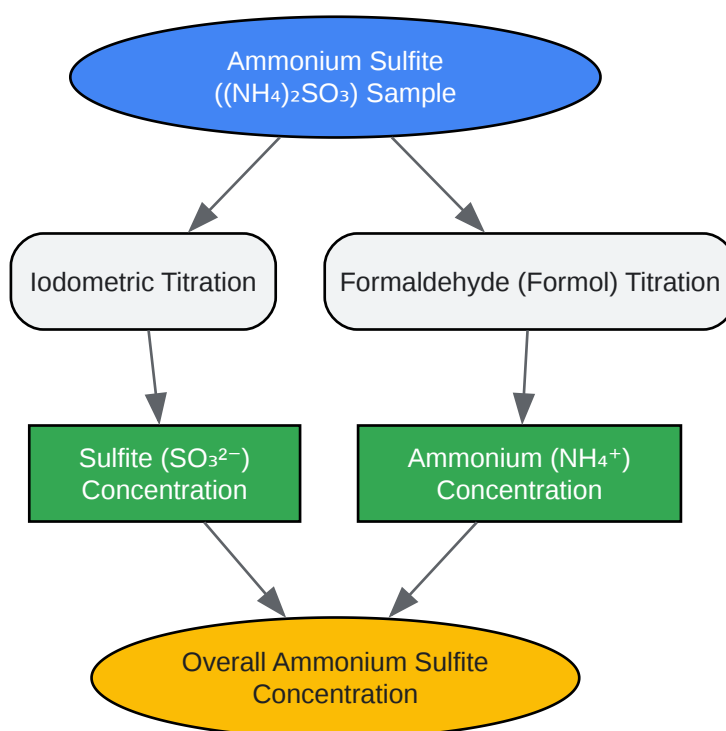 Ammonium Sulfite
((NH₄)₂SO₃) Sample
Iodometric Titration
Formaldehyde (Formol) Titration
Sulfite (SO₃²⁻)
Concentration
Ammonium (NH₄⁺)
Concentration
Overall Ammonium Sulfite
Concentration